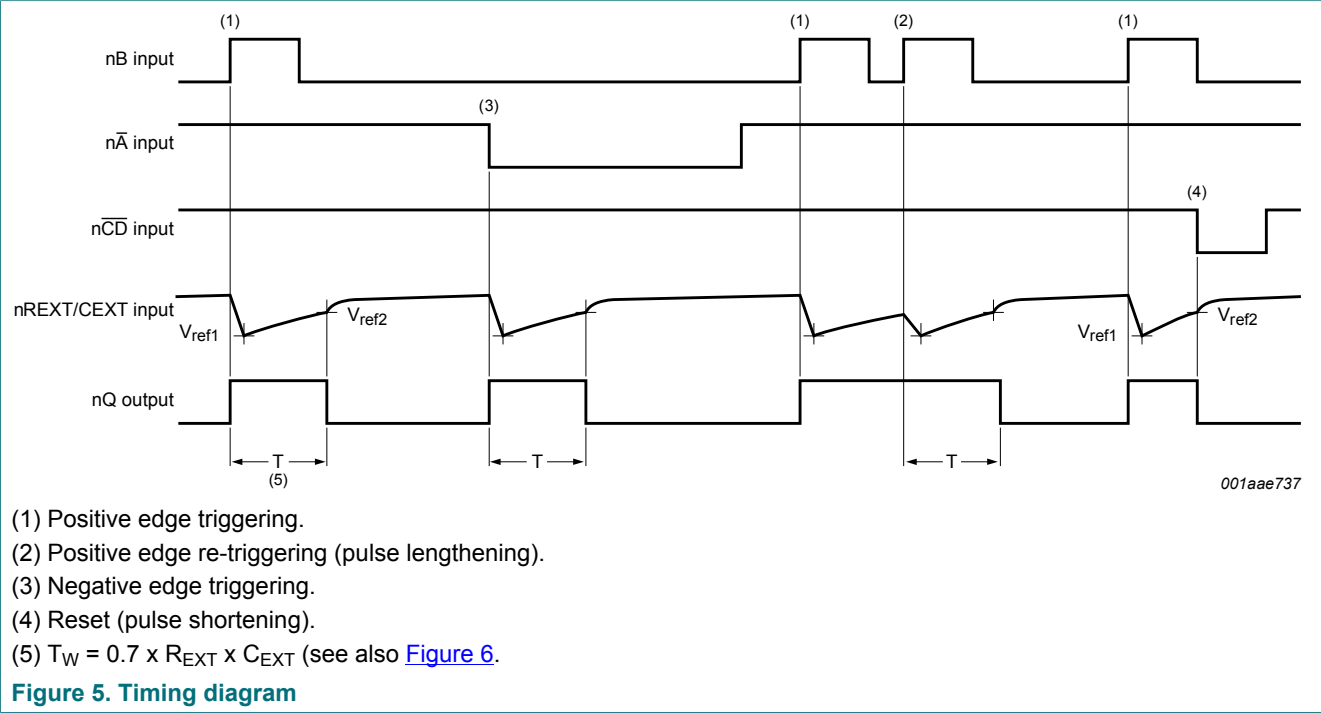 (1) (1) (2) (1)
nB input
(3)
nA̅ input
(4)
nC̅D̅ input
nREXT/CEXT input
Vref1 Vref2 Vref1 Vref2
nQ output
T T T
(5)
001aae737
(1) Positive edge triggering.
(2) Positive edge re-triggering (pulse lengthening).
(3) Negative edge triggering.
(4) Reset (pulse shortening).
(5) TW = 0.7 x REXT x CEXT (see also Figure 6.
Figure 5. Timing diagram